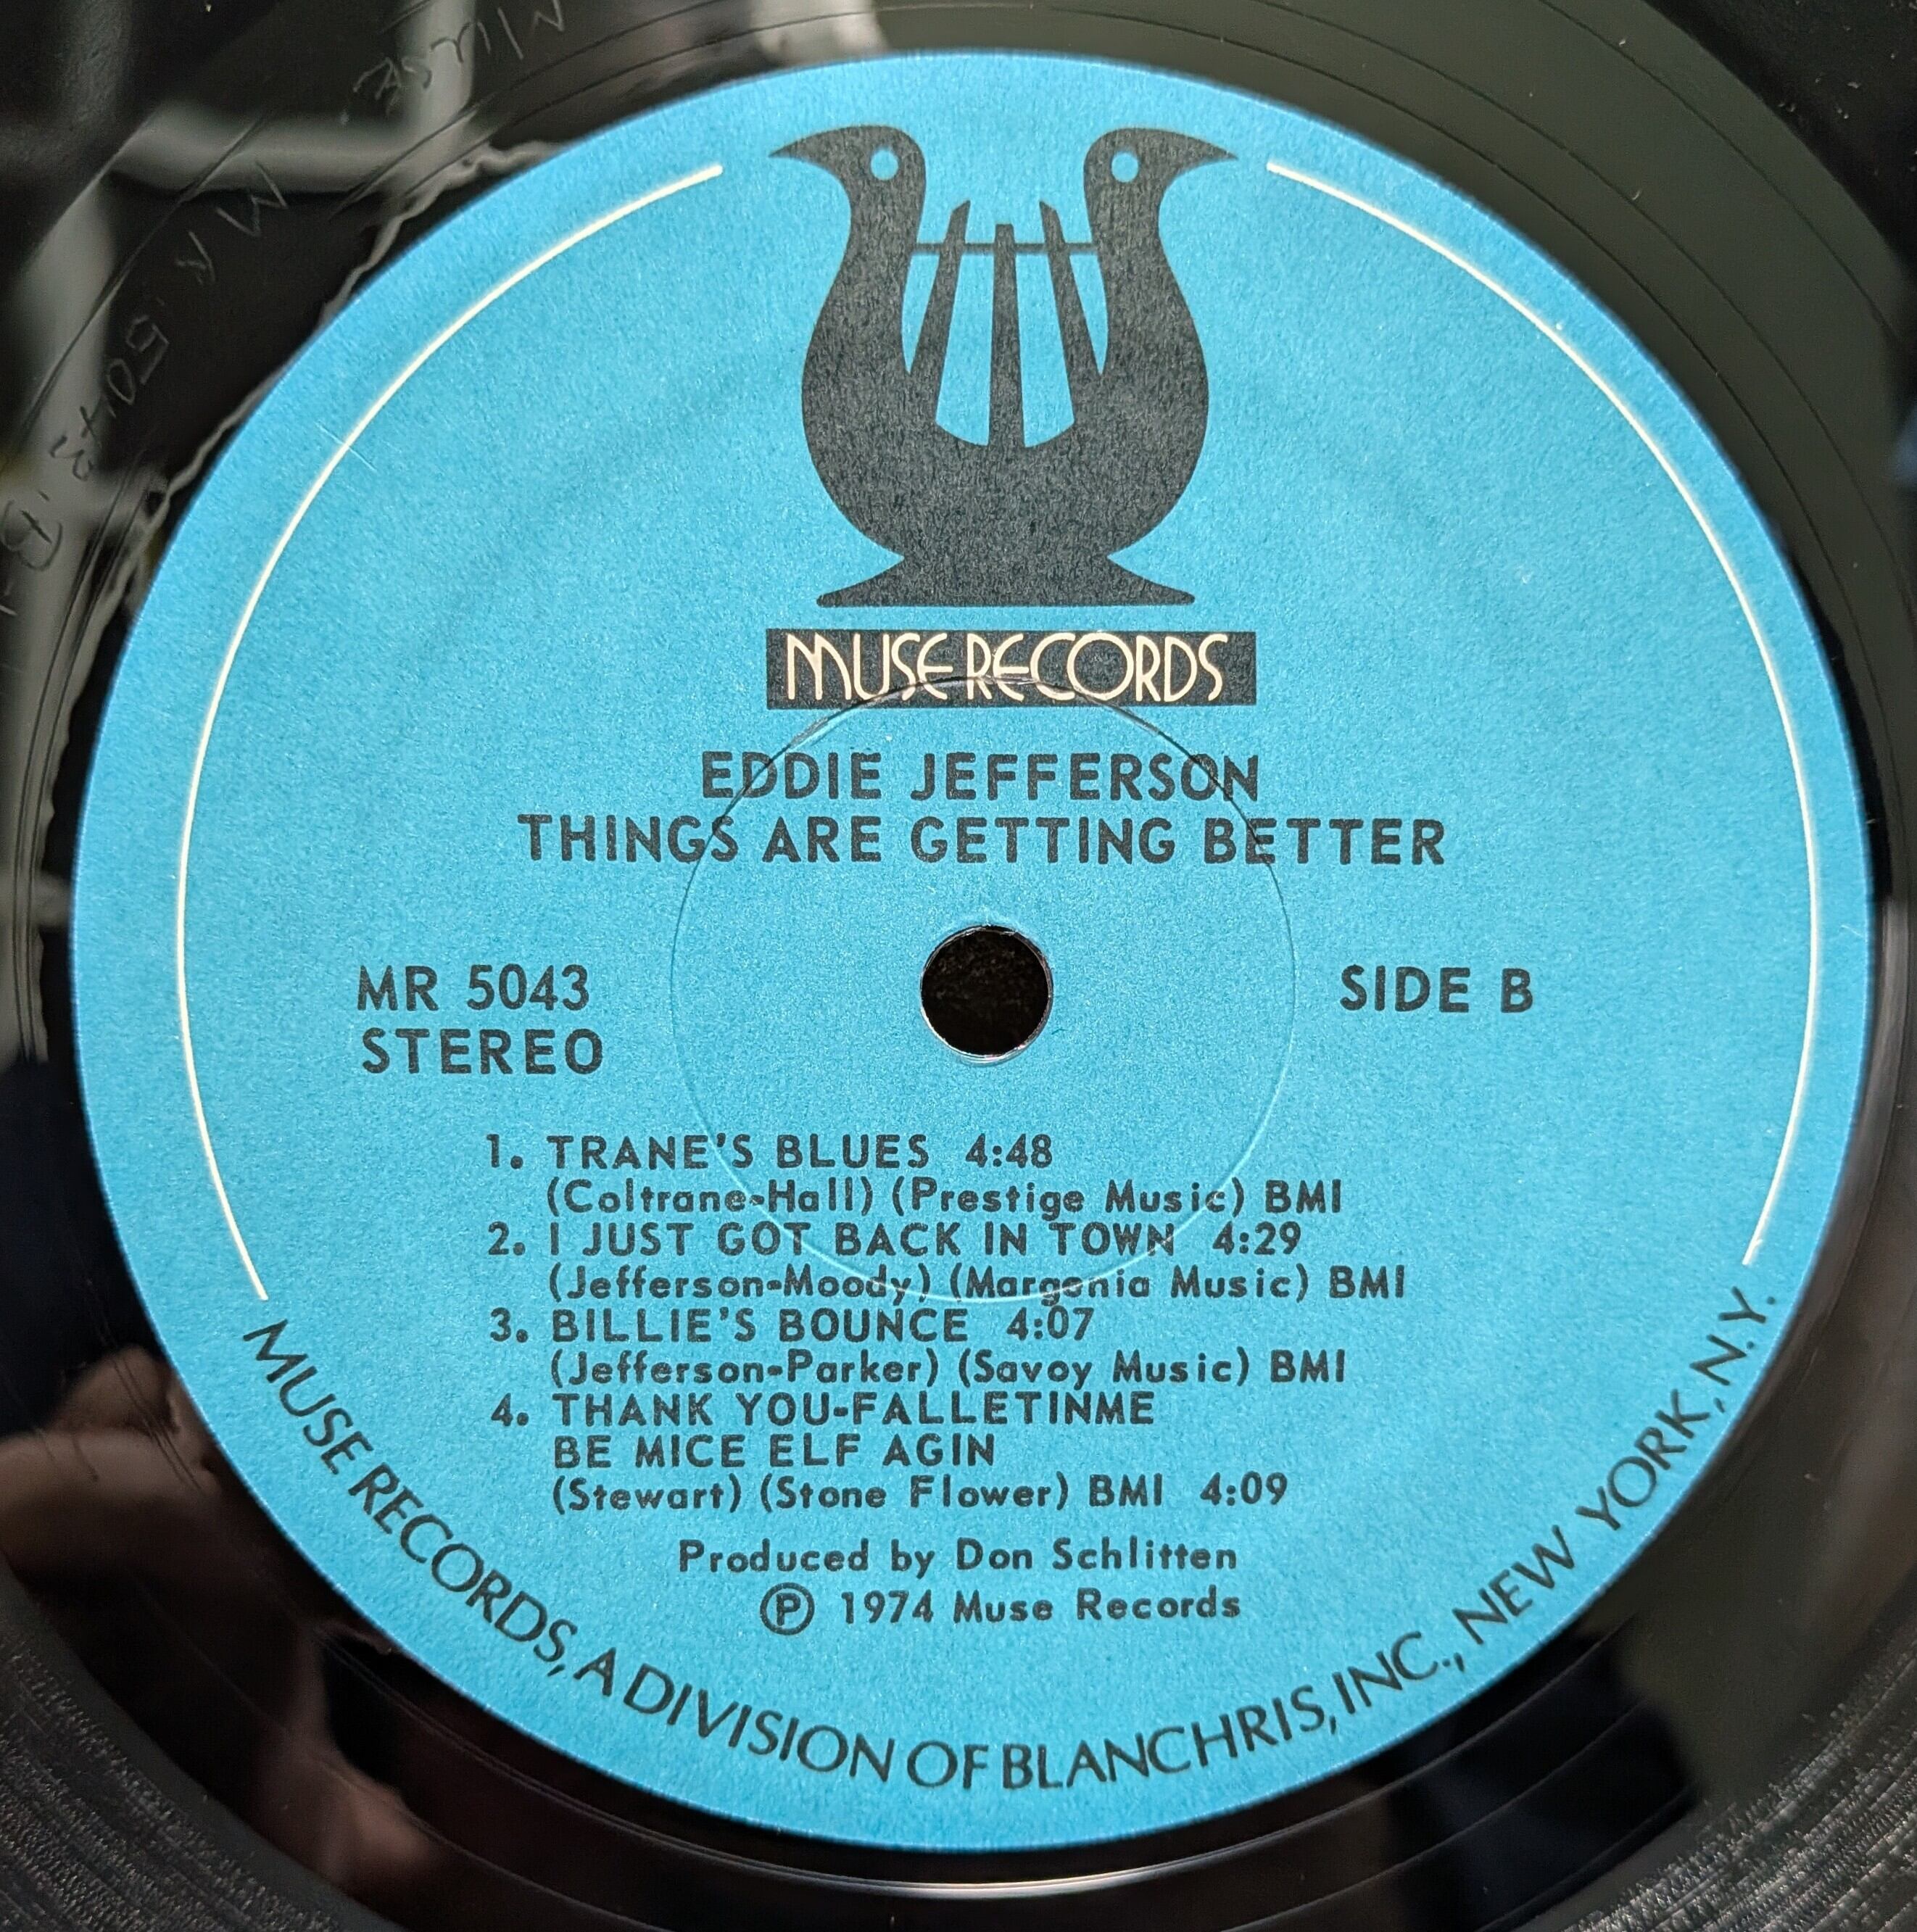 MUSE RECORDS
EDDIE JEFFERSON
THINGS ARE GETTING BETTER
MR 5043
STEREO
SIDE B
1. TRANE'S BLUES 4:48
(Coltrane-Hall) (Prestige Music) BMI
2. I JUST GOT BACK IN TOWN 4:29
(Jefferson-Moody) (Margonia Music) BMI
3. BILLIE'S BOUNCE 4:07
(Jefferson-Parker) (Savoy Music) BMI
4. THANK YOU-FALLETINME
BE MICE ELF AGIN
(Stewart) (Stone Flower) BMI 4:09
Produced by Don Schlitten
Ⓟ 1974 Muse Records
MUSE RECORDS, A DIVISION OF BLANCHRIS, INC., NEW YORK, N.Y.
MR. 5043